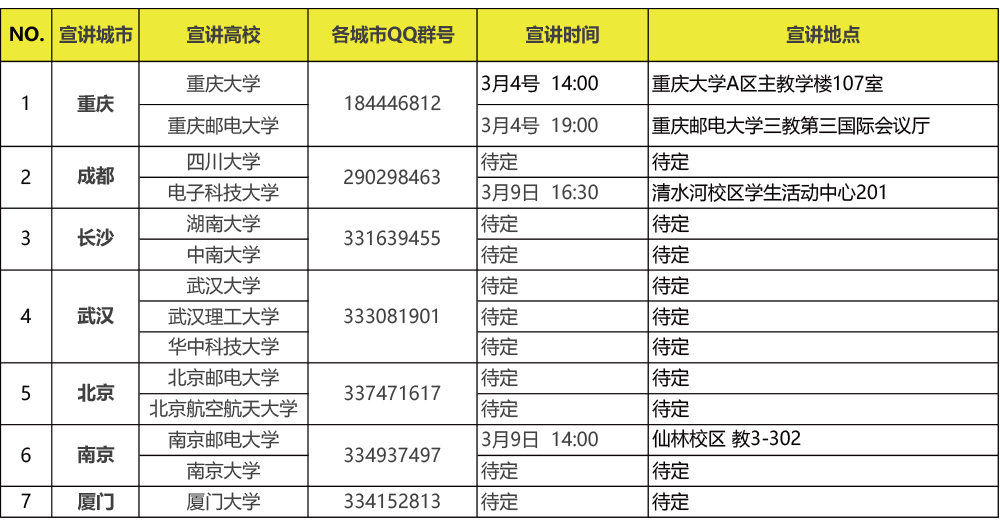 NO. 宣讲城市 宣讲高校 各城市QQ群号 宣讲时间 宣讲地点
1 重庆 重庆大学 184446812 3月4号 14:00 重庆大学A区主教学楼107室
重庆邮电大学 3月4号 19:00 重庆邮电大学三教第三国际会议厅
2 成都 四川大学 290298463 待定 待定
电子科技大学 3月9日 16:30 清水河校区学生活动中心201
3 长沙 湖南大学 331639455 待定 待定
中南大学 待定 待定
4 武汉 武汉大学 333081901 待定 待定
武汉理工大学 待定 待定
华中科技大学 待定 待定
5 北京 北京邮电大学 337471617 待定 待定
北京航空航天大学 待定 待定
6 南京 南京邮电大学 334937497 3月9日 14:00 仙林校区 教3-302
南京大学 待定 待定
7 厦门 厦门大学 334152813 待定 待定